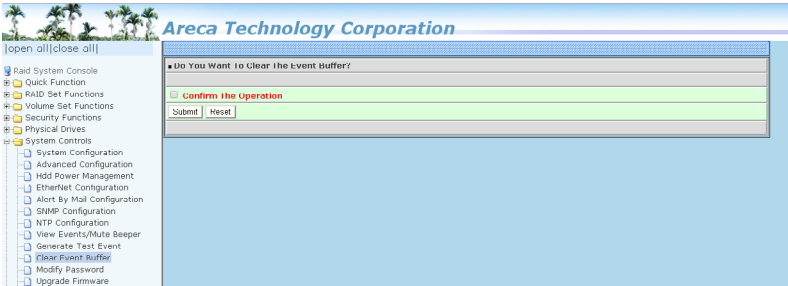 Areca Technology Corporation
|open all|close all|
Raid System Console
Quick Function
RAID Set Functions
Volume Set Functions
Security Functions
Physical Drives
System Controls
System Configuration
Advanced Configuration
Hdd Power Management
EtherNet Configuration
Alert By Mail Configuration
SNMP Configuration
NTP Configuration
View Events/Mute Beeper
Generate Test Event
Clear Event Buffer
Modify Password
Upgrade Firmware
Do You Want To Clear The Event Buffer?
Confirm The Operation
Submit Reset